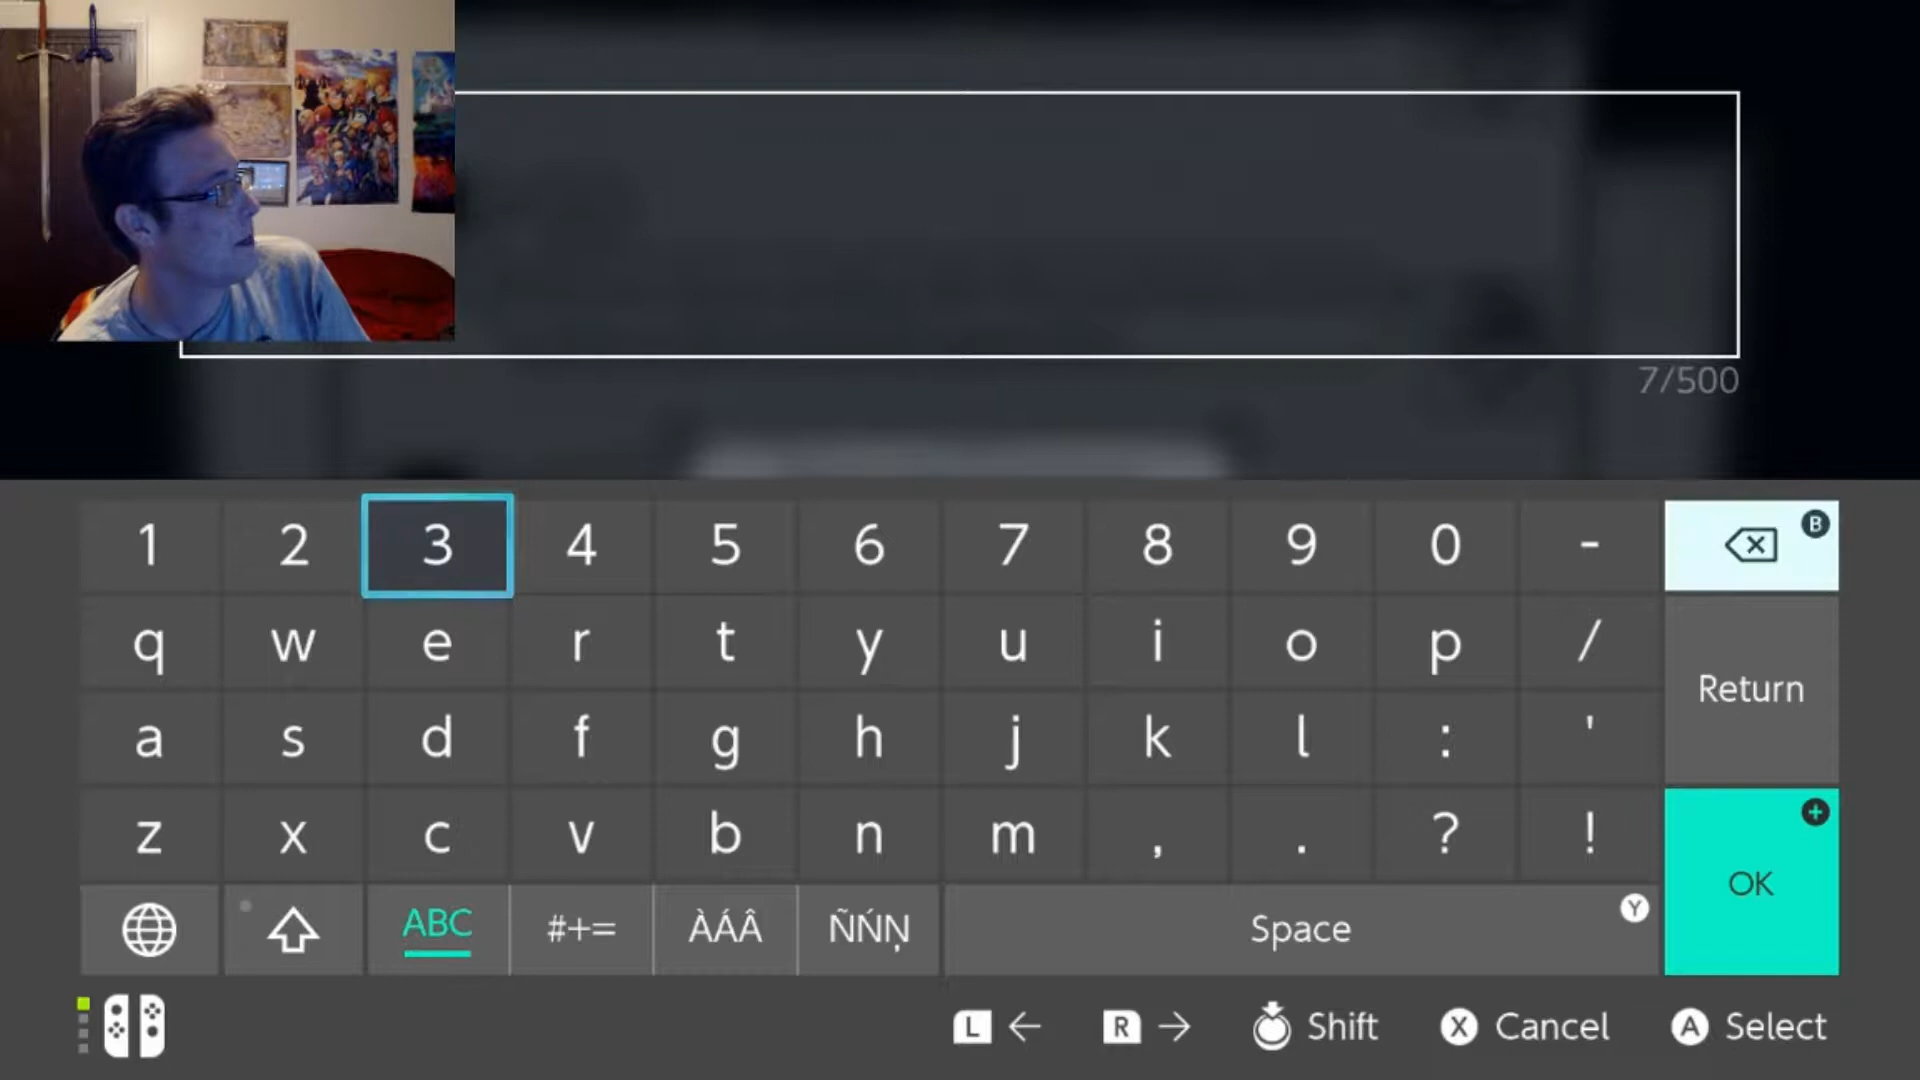 7/500
1 2 3 4 5 6 7 8 9 0 - B
q w e r t y u i o p /
Return
a s d f g h j k l : '
z x c v b n m , . ? ! +
OK
ABC #+= ÀÁÂ ÑŃŅ Space Y
L ← R → Shift X Cancel A Select